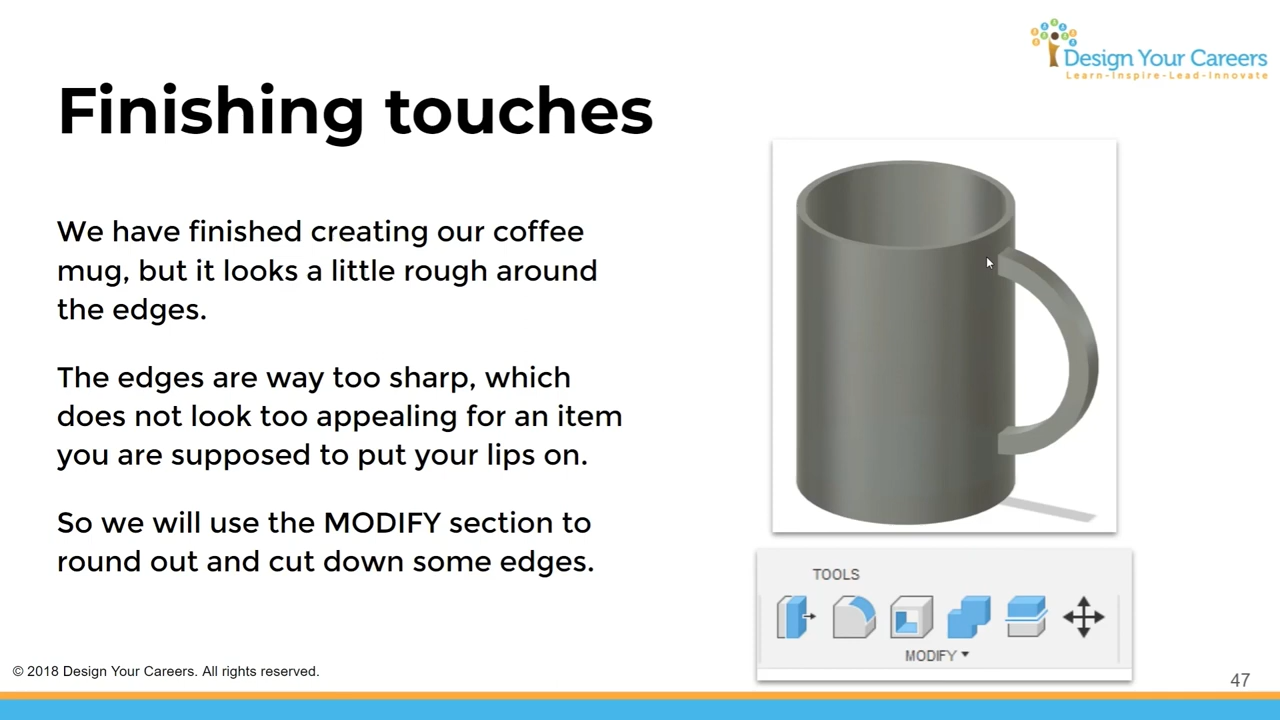 Design Your Careers
Learn-Inspire-Lead-Innovate
Finishing touches
We have finished creating our coffee
mug, but it looks a little rough around
the edges.
The edges are way too sharp, which
does not look too appealing for an item
you are supposed to put your lips on.
So we will use the MODIFY section to
round out and cut down some edges.
TOOLS
MODIFY
© 2018 Design Your Careers. All rights reserved.
47